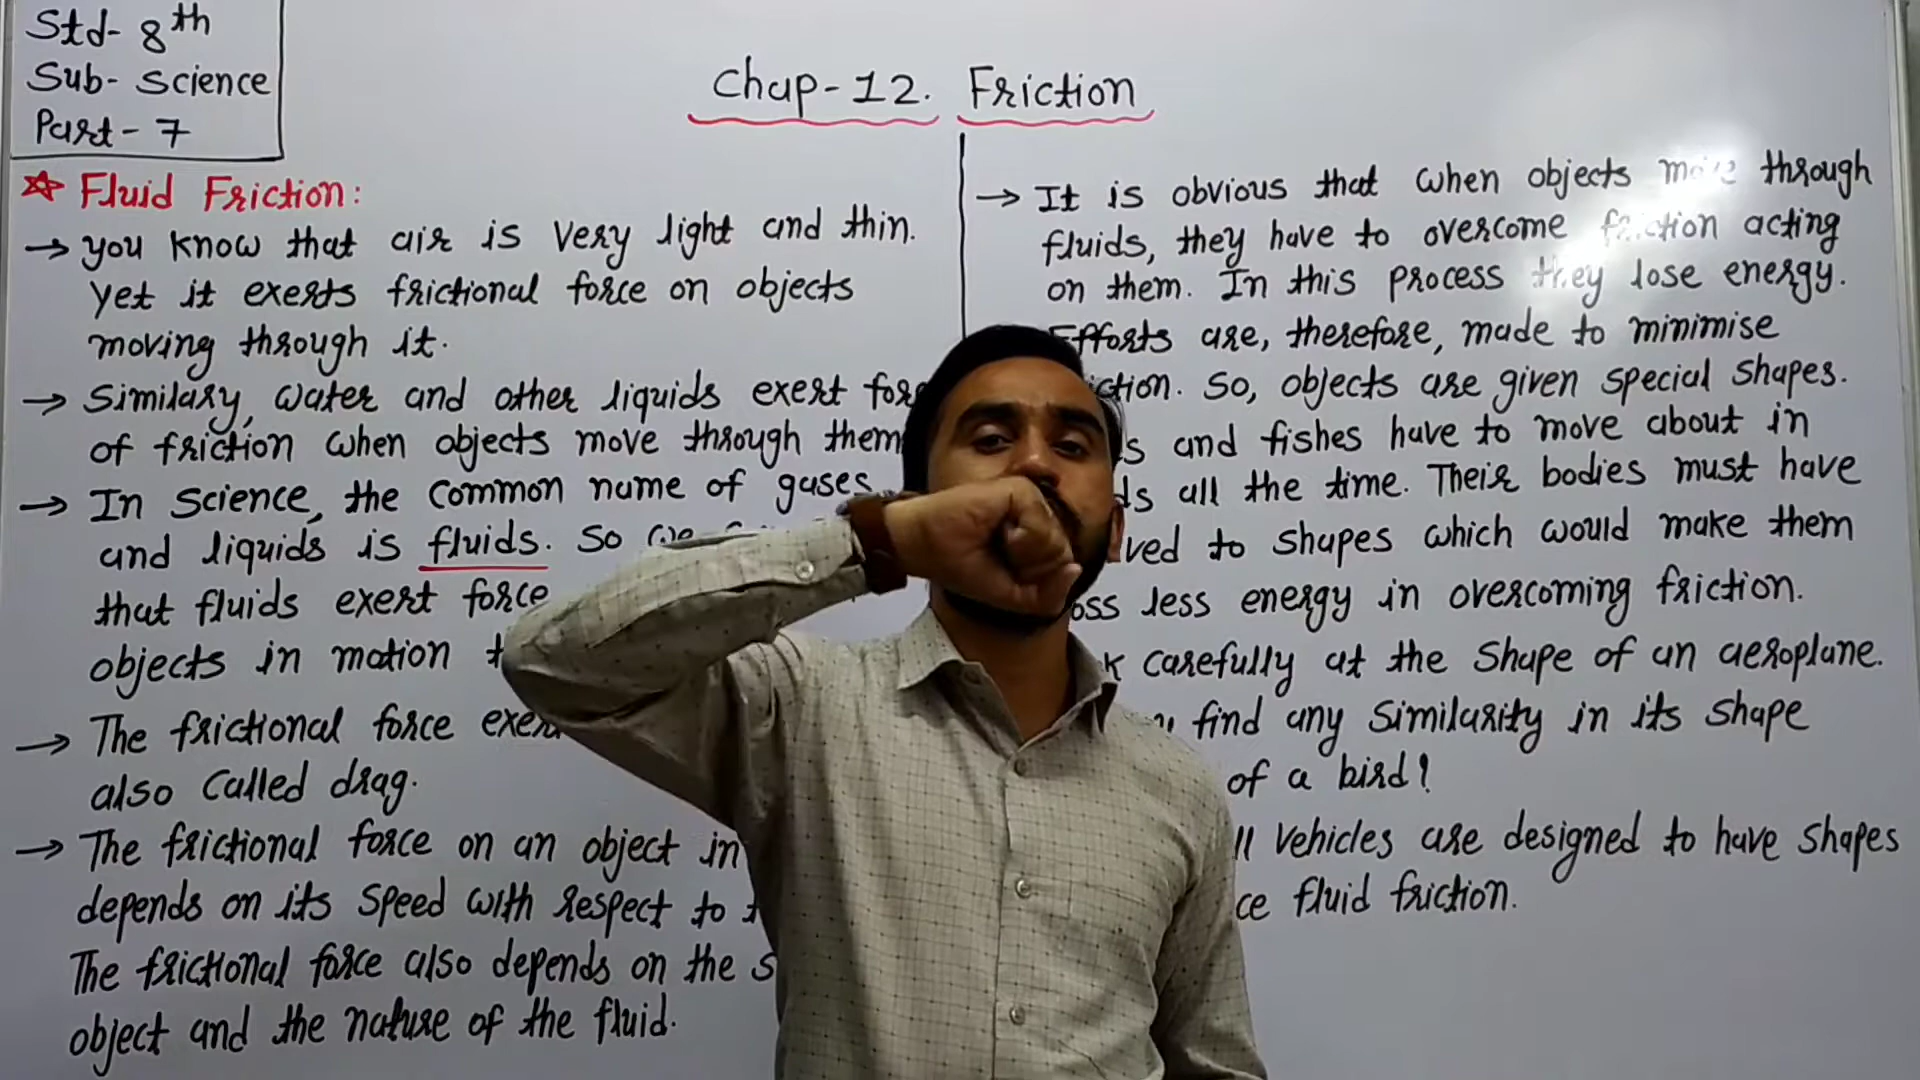 Std- 8th
Sub- Science
Part- 7
Chap-12. Friction
☆ Fluid Friction:
→ you know that air is very light and thin.
Yet it exerts frictional force on objects
moving through it.
→ Similary, water and other liquids exert
of friction when objects move through them
→ In Science, the common name of gases
and liquids is fluids. So we
that fluids exert force
objects in motion
→ The frictional force
also called drag.
→ The frictional force on an object in
depends on its speed with respect to
The frictional force also depends on the
object and the nature of the fluid.
→ It is obvious that when objects move through
fluids, they have to overcome friction acting
on them. In this process they lose energy.
Efforts are, therefore, made to minimise
So, objects are given special shapes.
and fishes have to move about in
all the time. Their bodies must have
to shapes which would make them
less energy in overcoming friction.
carefully at the shape of an aeroplane.
find any similarity in its shape
of a bird?
vehicles are designed to have shapes
fluid friction.